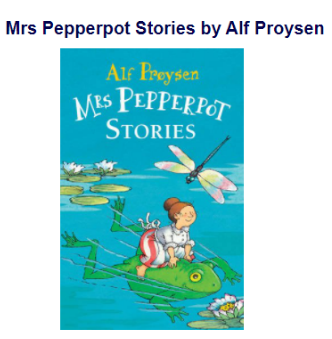 Mrs Pepperpot Stories by Alf Proysen
Alf Prøysen
MRS PEPPERPOT
STORIES